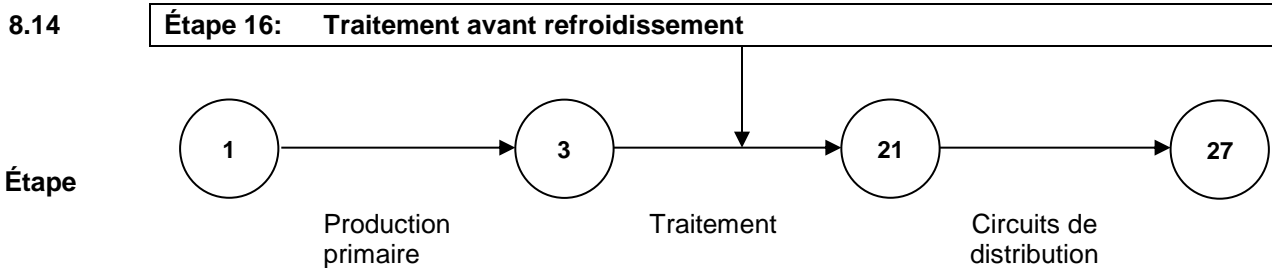 8.14 Étape 16: Traitement avant refroidissement
1 3 21 27
Étape
Production primaire
Traitement
Circuits de distribution